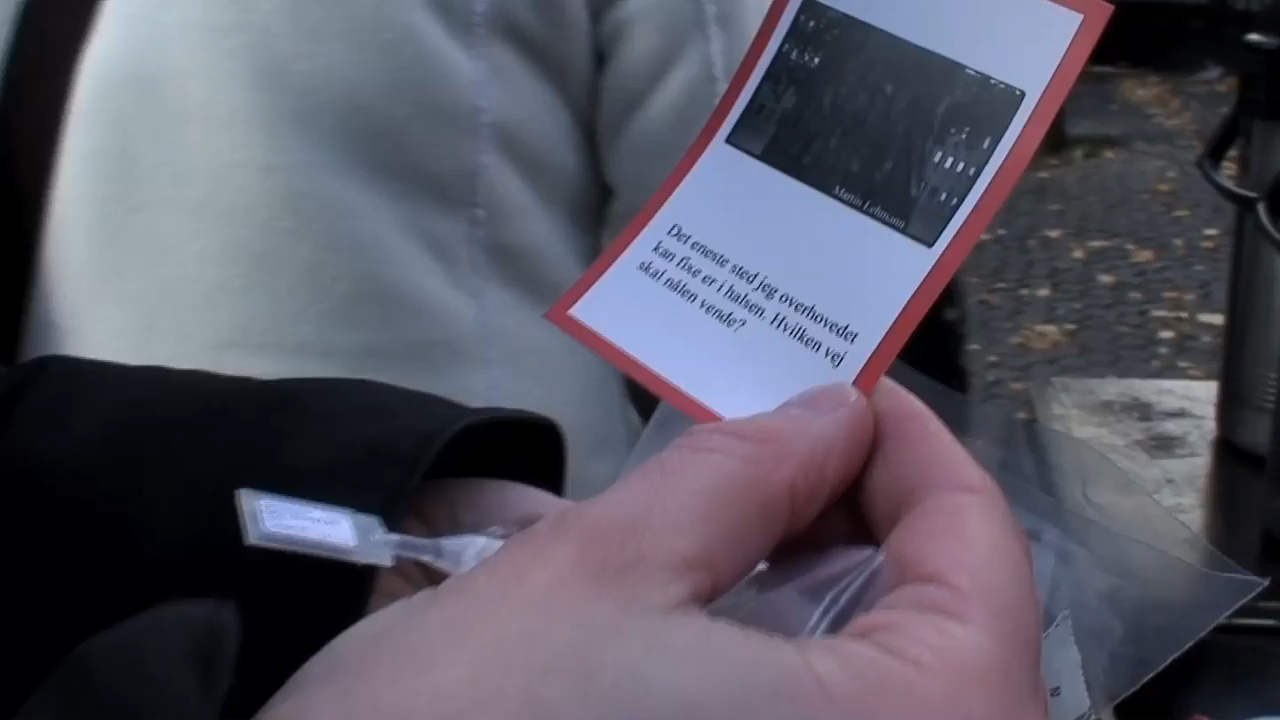 Martin Lehmann
Det eneste sted jeg overhovedet
kan fixe er i halsen. Hvilken vej
skal nålen vende?